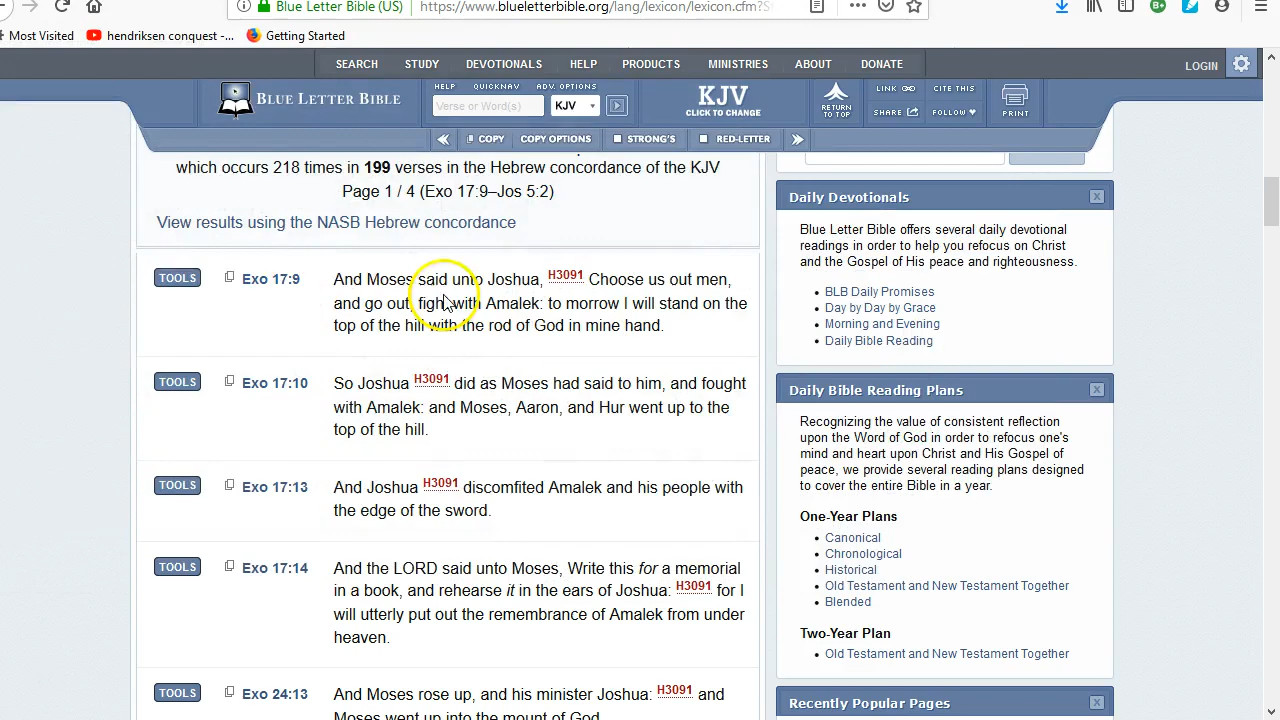 Blue Letter Bible (US)
https://www.blueletterbible.org/lang/lexicon/lexicon.cfm?S
Most Visited
hendriksen conquest -...
Getting Started
SEARCH STUDY DEVOTIONALS HELP PRODUCTS MINISTRIES ABOUT DONATE LOGIN
BLUE LETTER BIBLE
HELP QUICKNAV ADV. OPTIONS
Verse or Word(s) KJV
KJV
CLICK TO CHANGE
RETURN
TO TOP
LINK CITE THIS
SHARE FOLLOW
PRINT
COPY COPY OPTIONS STRONG'S RED-LETTER
which occurs 218 times in 199 verses in the Hebrew concordance of the KJV
Page 1 / 4 (Exo 17:9–Jos 5:2)
View results using the NASB Hebrew concordance
TOOLS Exo 17:9 And Moses said unto Joshua, H3091 Choose us out men,
and go out, fight with Amalek: to morrow I will stand on the
top of the hill with the rod of God in mine hand.
TOOLS Exo 17:10 So Joshua H3091 did as Moses had said to him, and fought
with Amalek: and Moses, Aaron, and Hur went up to the
top of the hill.
TOOLS Exo 17:13 And Joshua H3091 discomfited Amalek and his people with
the edge of the sword.
TOOLS Exo 17:14 And the LORD said unto Moses, Write this for a memorial
in a book, and rehearse it in the ears of Joshua: H3091 for I
will utterly put out the remembrance of Amalek from under
heaven.
TOOLS Exo 24:13 And Moses rose up, and his minister Joshua: H3091 and
Moses went up into the mount of God.
Daily Devotionals x
Blue Letter Bible offers several daily devotional
readings in order to help you refocus on Christ
and the Gospel of His peace and righteousness.
• BLB Daily Promises
• Day by Day by Grace
• Morning and Evening
• Daily Bible Reading
Daily Bible Reading Plans x
Recognizing the value of consistent reflection
upon the Word of God in order to refocus one's
mind and heart upon Christ and His Gospel of
peace, we provide several reading plans designed
to cover the entire Bible in a year.
One-Year Plans
• Canonical
• Chronological
• Historical
• Old Testament and New Testament Together
• Blended
Two-Year Plan
• Old Testament and New Testament Together
Recently Popular Pages x